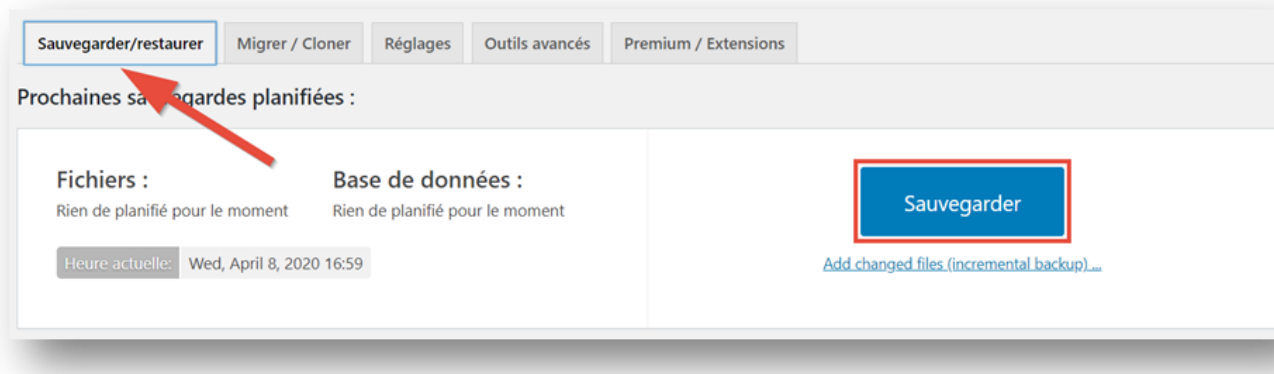 Sauvegarder/restaurer Migrer / Cloner Réglages Outils avancés Premium / Extensions
Prochaines sauvegardes planifiées :
Fichiers : Base de données :
Rien de planifié pour le moment Rien de planifié pour le moment
Heure actuelle: Wed, April 8, 2020 16:59
Sauvegarder
Add changed files (incremental backup) ...